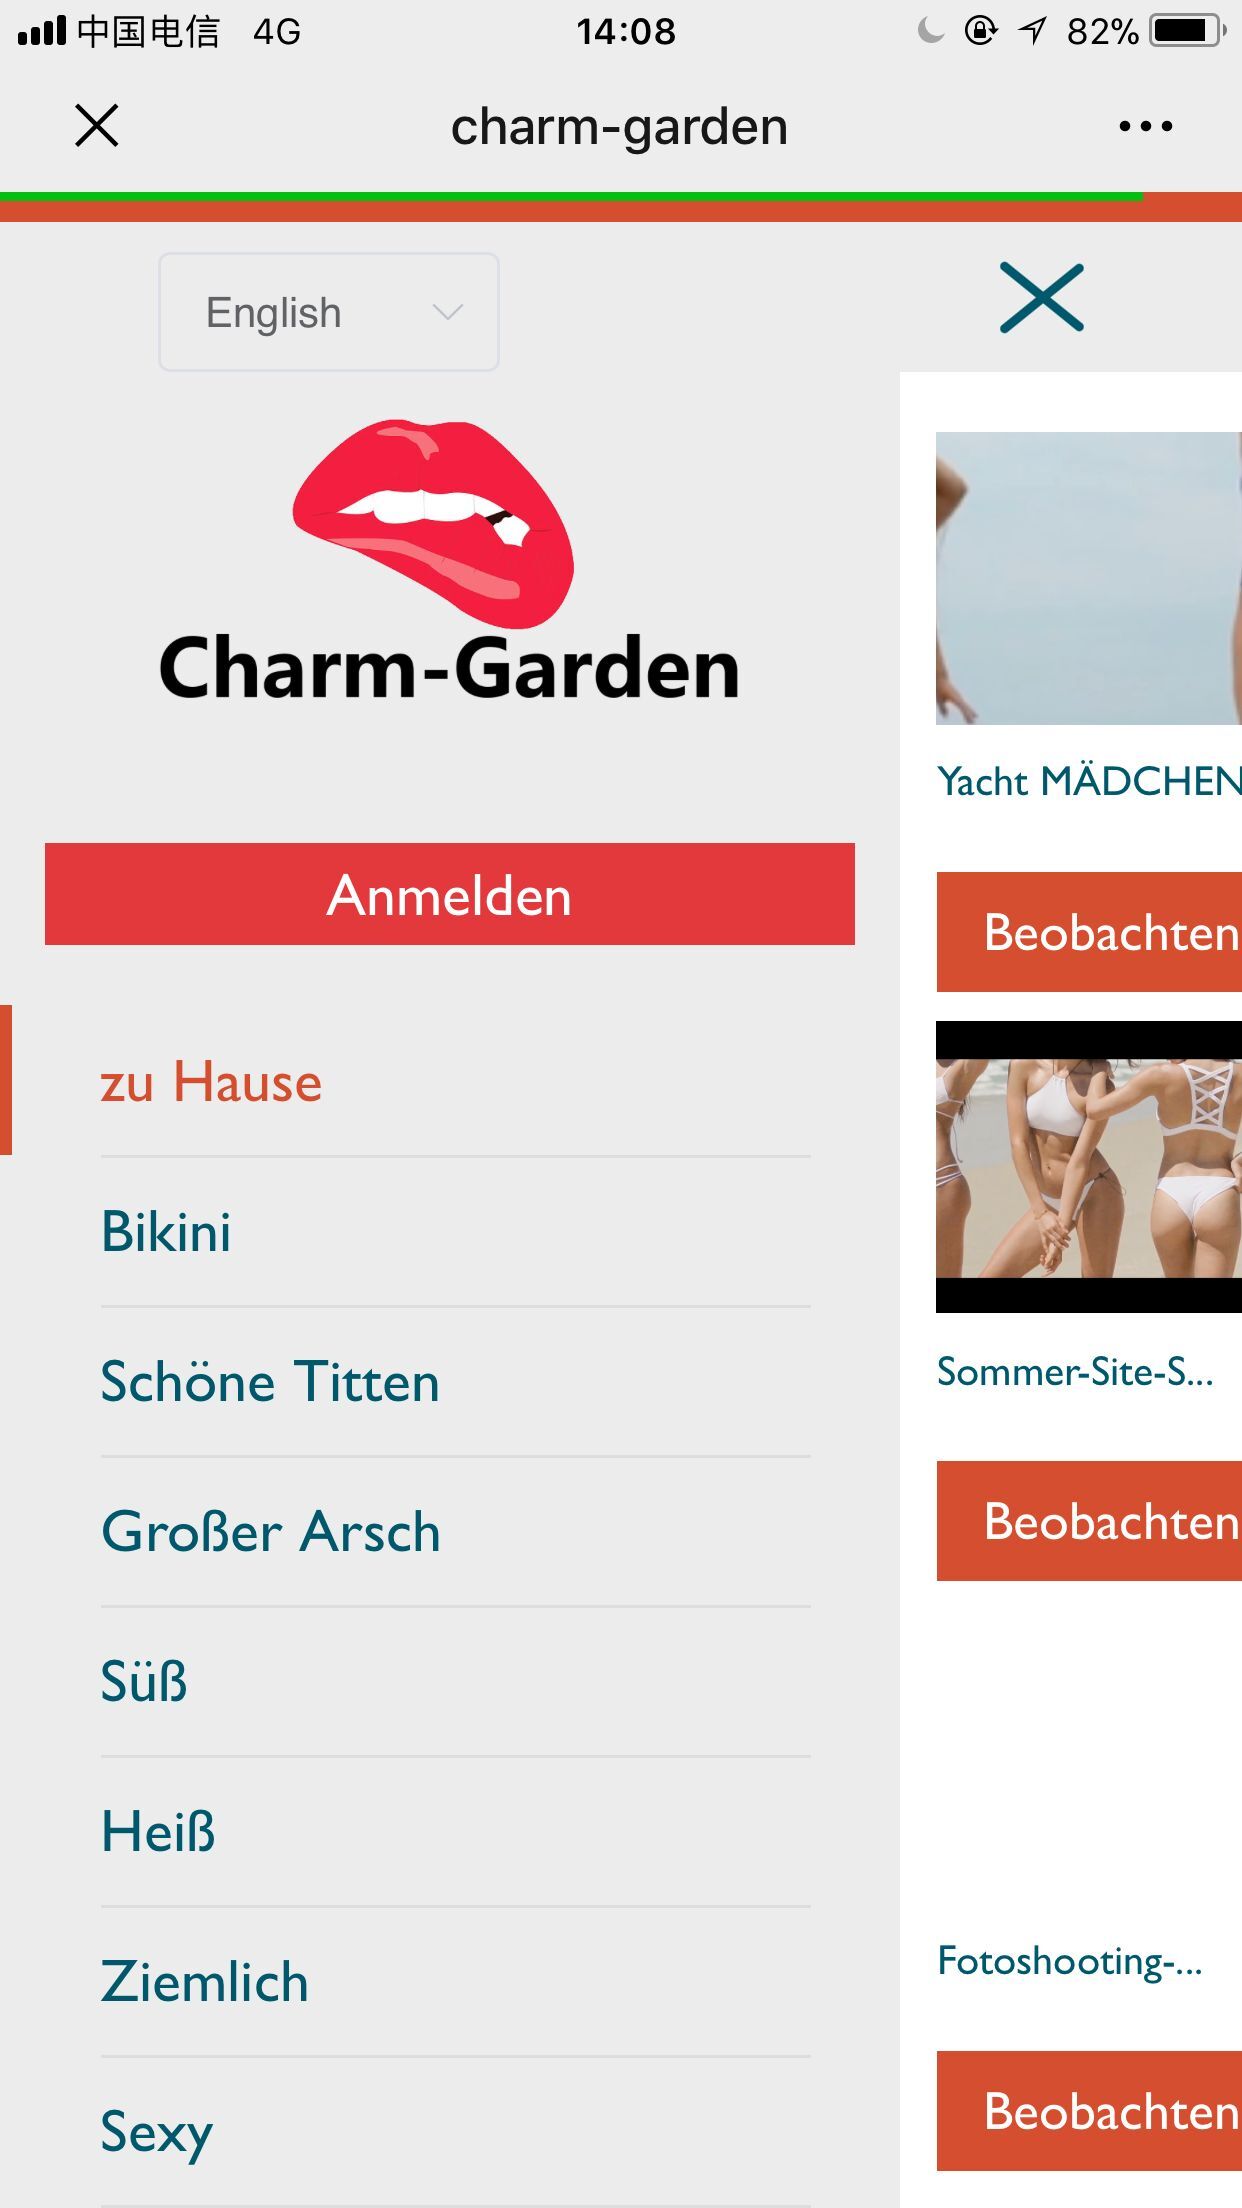 中国电信 4G 14:08 82%
charm-garden
English
Charm-Garden
Anmelden
zu Hause
Bikini
Schöne Titten
Großer Arsch
Süß
Heiß
Ziemlich
Sexy
Yacht MÄDCHEN
Beobachten
Sommer-Site-S...
Beobachten
Fotoshooting-...
Beobachten